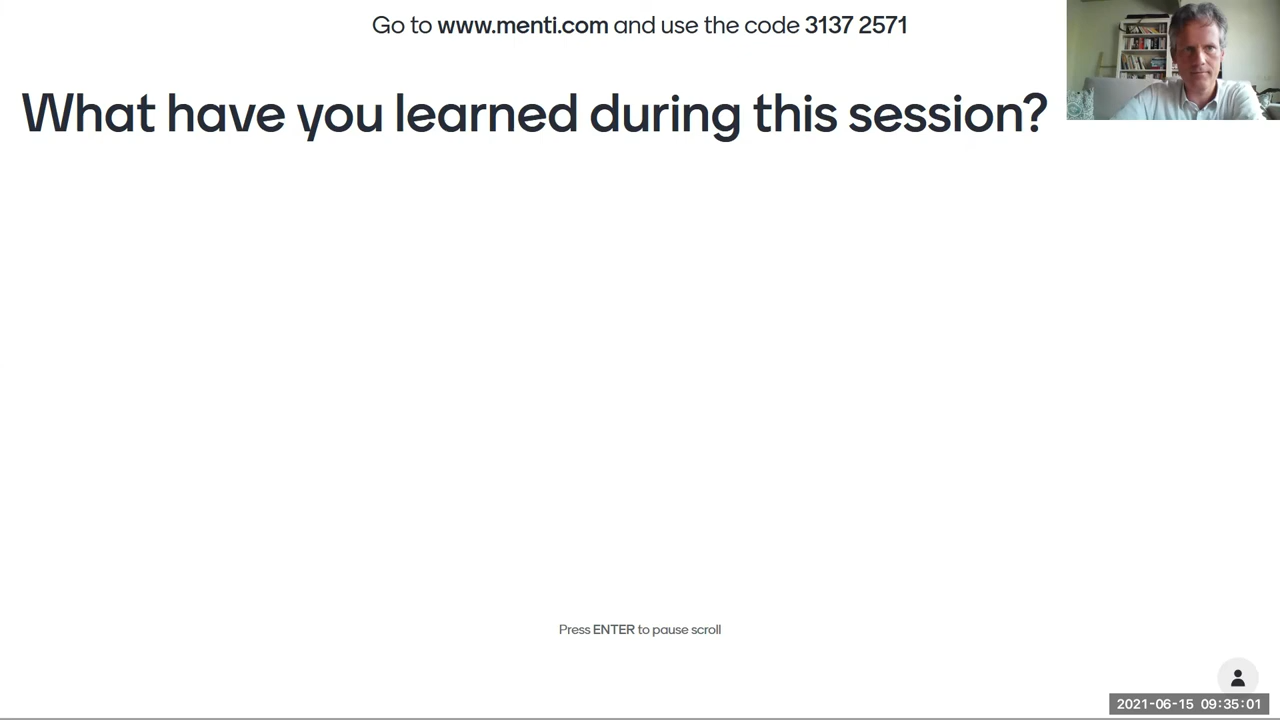 Go to www.menti.com and use the code 3137 2571
What have you learned during this session?
Press ENTER to pause scroll
2021-06-15 09:35:01